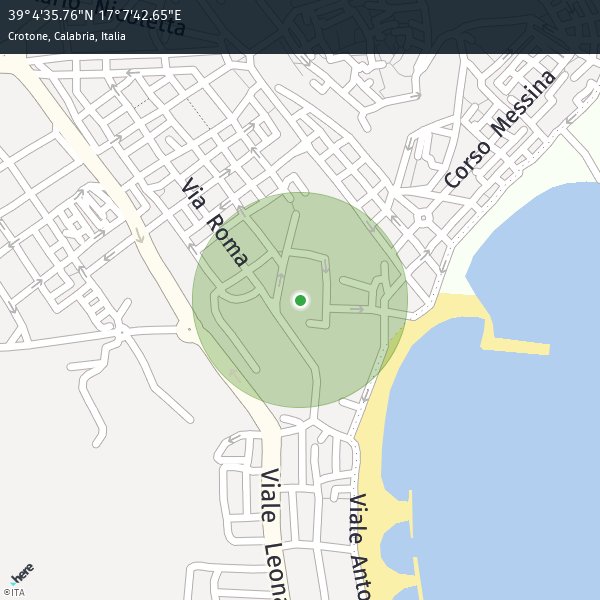 39°4'35.76"N 17°7'42.65"E
Crotone, Calabria, Italia
Corso Messina
Via Roma
Viale Leona
Viale Anto
here
©ITA